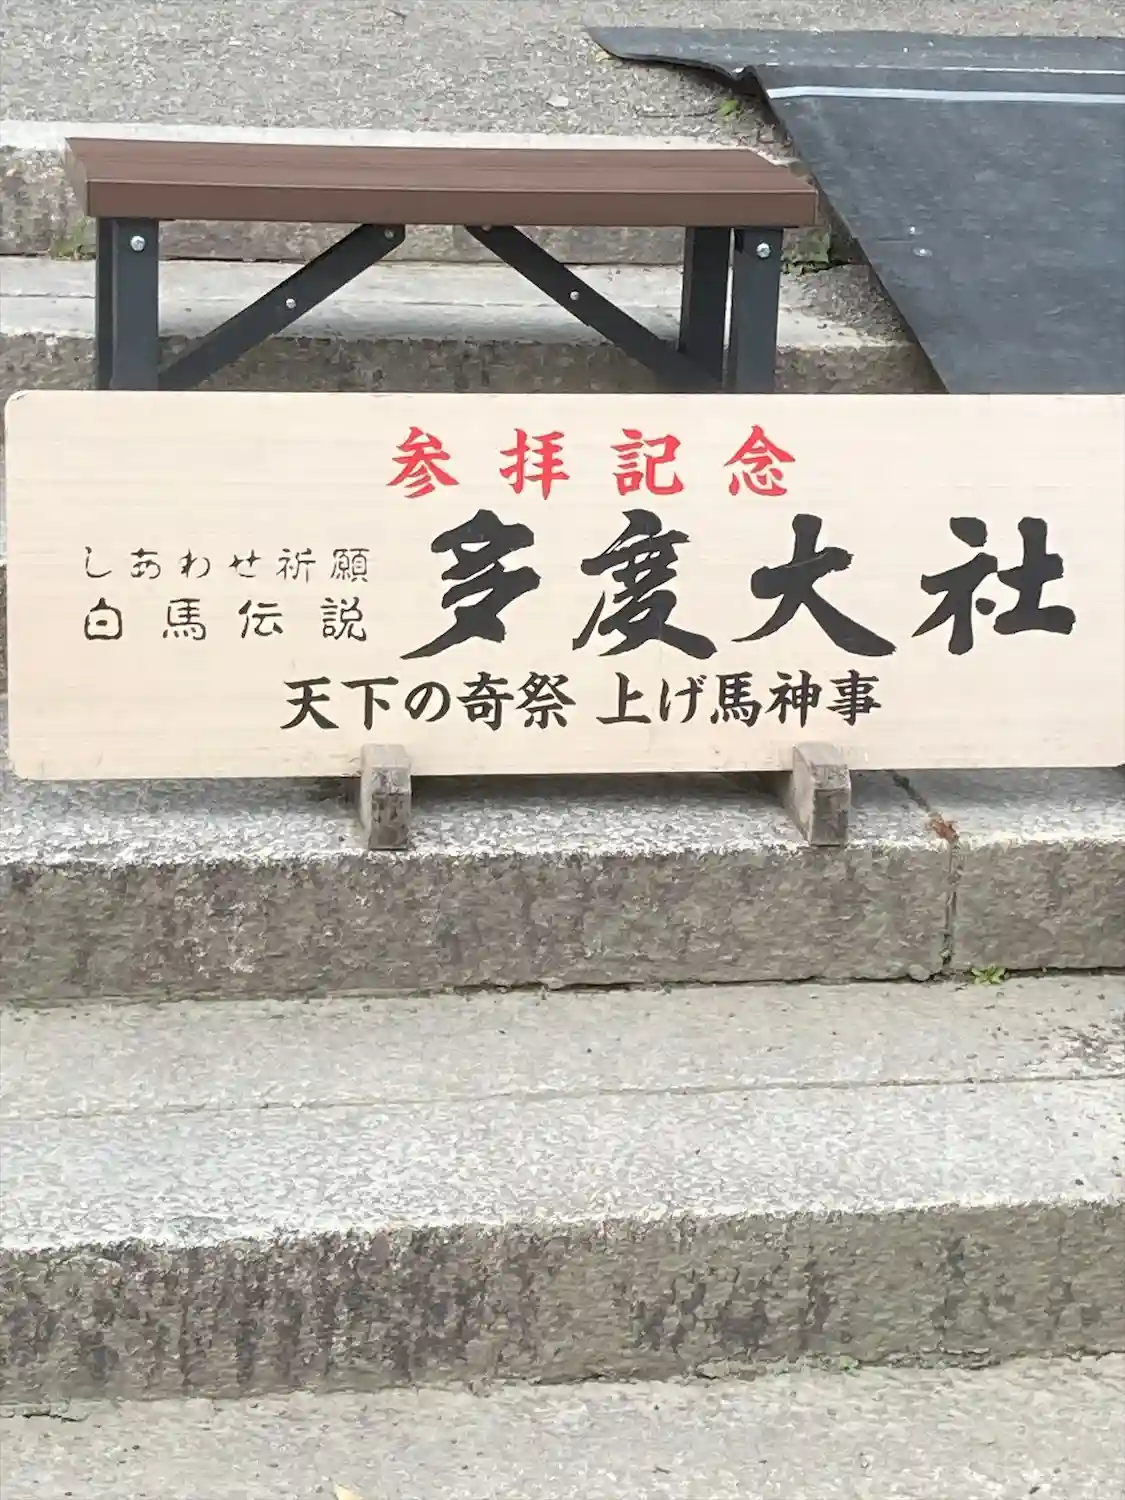 参拝記念
しあわせ祈願
白馬伝説
多度大社
天下の奇祭 上げ馬神事